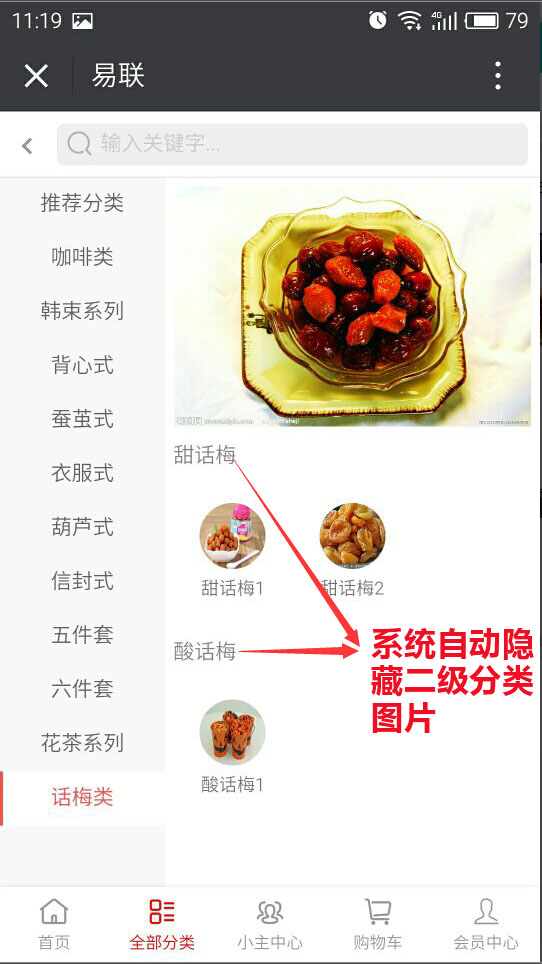 11:19
4G
79
易联
输入关键字...
推荐分类
咖啡类
韩束系列
背心式
蚕茧式
衣服式
葫芦式
信封式
五件套
六件套
花茶系列
话梅类
甜话梅
甜话梅1
甜话梅2
酸话梅
酸话梅1
系统自动隐
藏二级分类
图片
首页
全部分类
小主中心
购物车
会员中心